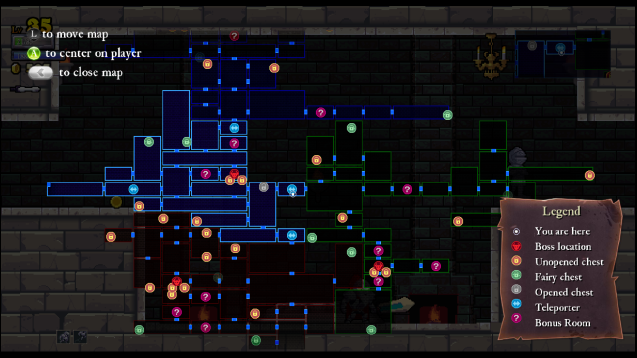 L to move map
A to center on player
< to close map
Legend
You are here
Boss location
Unopened chest
Fairy chest
Opened chest
Teleporter
Bonus Room